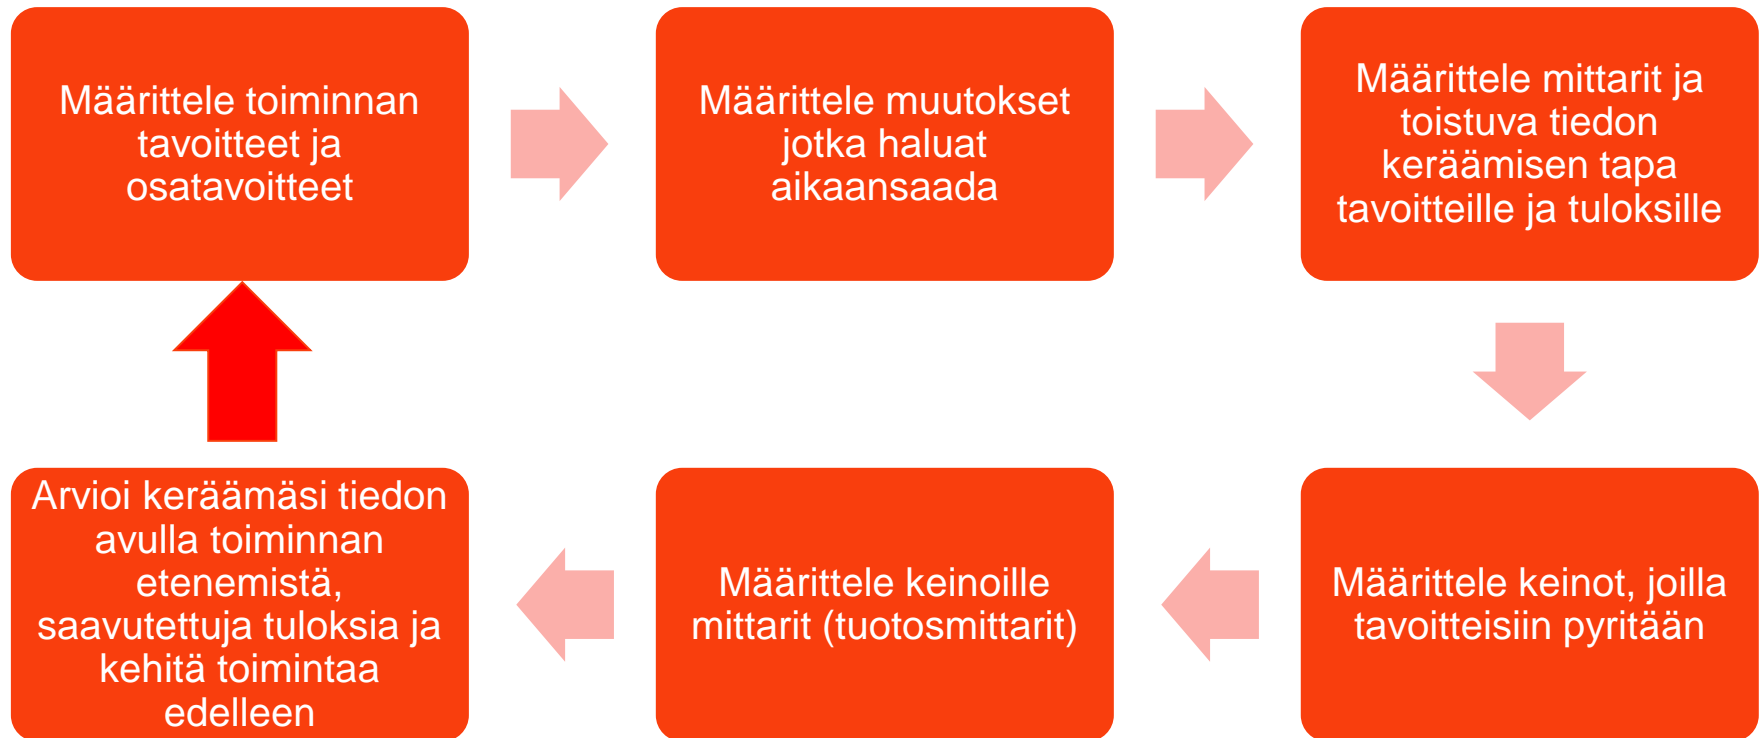 Määrittele toiminnan
tavoitteet ja
osatavoitteet
Määrittele muutokset
jotka haluat
aikaansaada
Määrittele mittarit ja
toistuva tiedon
keräämisen tapa
tavoitteille ja tuloksille
Määrittele keinot, joilla
tavoitteisiin pyritään
Määrittele keinoille
mittarit (tuotosmittarit)
Arvioi keräämäsi tiedon
avulla toiminnan
etenemistä,
saavutettuja tuloksia ja
kehitä toimintaa
edelleen